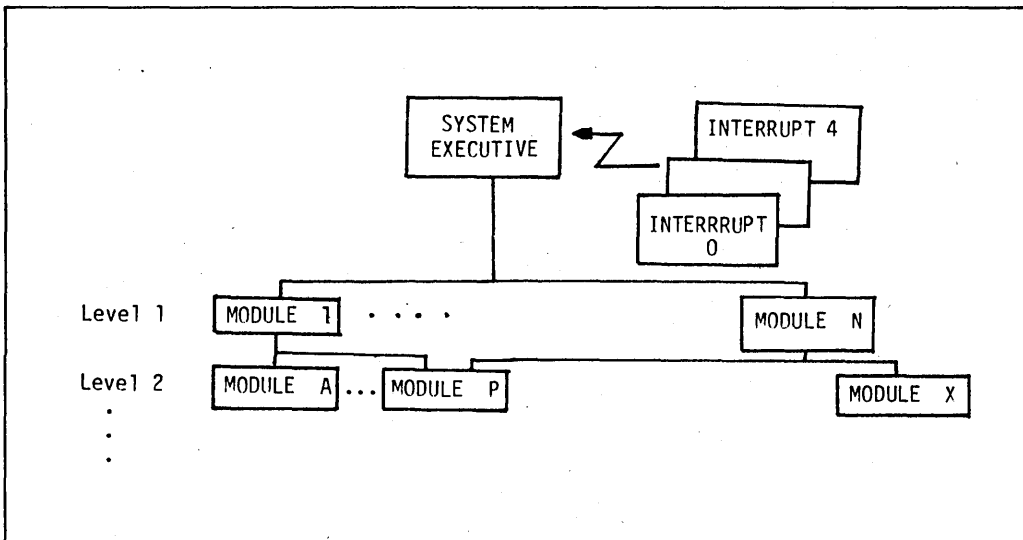 SYSTEM
EXECUTIVE
INTERRUPT 4
INTERRRUPT
0
Level 1
MODULE 1
. . . .
MODULE N
Level 2
MODULE A
...
MODULE P
MODULE X
.
.
.